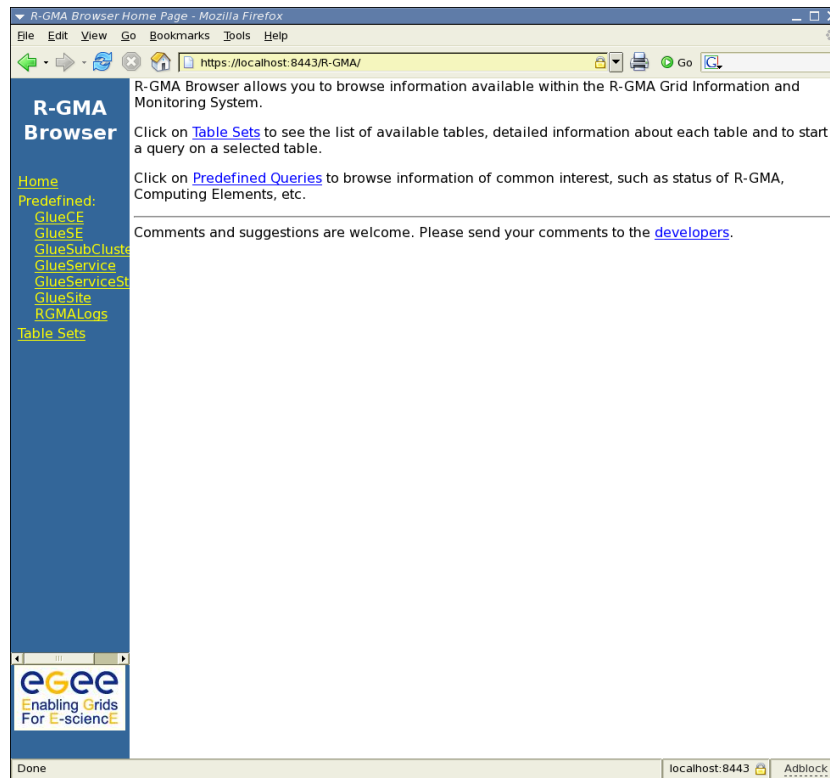 R-GMA Browser Home Page - Mozilla Firefox
File Edit View Go Bookmarks Tools Help
https://localhost:8443/R-GMA/ Go G
R-GMA
Browser
Home
Predefined:
GlueCE
GlueSE
GlueSubCluste
GlueService
GlueServiceSt
GlueSite
RGMALogs
Table Sets
R-GMA Browser allows you to browse information available within the R-GMA Grid Information and
Monitoring System.
Click on Table Sets to see the list of available tables, detailed information about each table and to start
a query on a selected table.
Click on Predefined Queries to browse information of common interest, such as status of R-GMA,
Computing Elements, etc.
Comments and suggestions are welcome. Please send your comments to the developers.
eGee
Enabling Grids
For E-sciencE
Done localhost:8443 Adblock